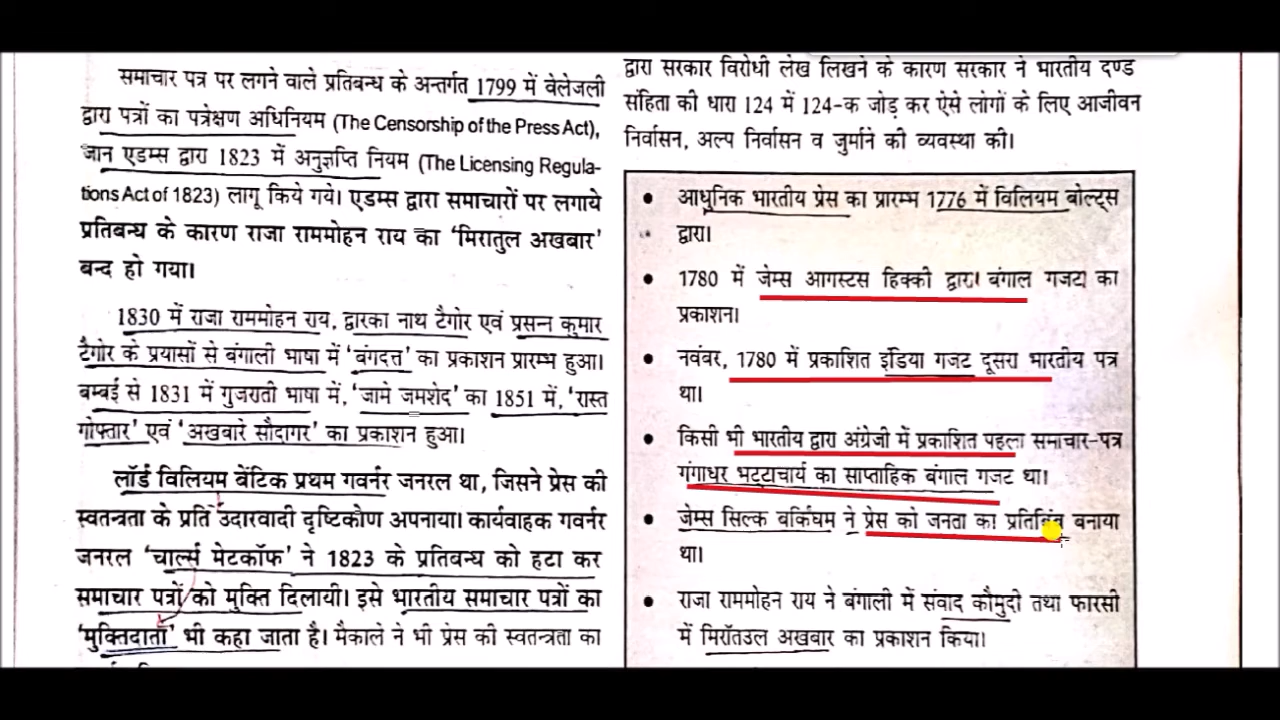 समाचार पत्र पर लगने वाले प्रतिबन्ध के अन्तर्गत 1799 में वेलेजली
द्वारा पत्रों का पत्रेक्षण अधिनियम (The Censorship of the Press Act),
जान एडम्स द्वारा 1823 में अनुज्ञप्ति नियम (The Licensing Regula-
tions Act of 1823) लागू किये गये। एडम्स द्वारा समाचारों पर लगाये
प्रतिबन्ध के कारण राजा राममोहन राय का 'मिरातुल अखबार'
बन्द हो गया।
1830 में राजा राममोहन राय, द्वारका नाथ टैगोर एवं प्रसन्न कुमार
टैगोर के प्रयासों से बंगाली भाषा में 'बंगदत्त' का प्रकाशन प्रारम्भ हुआ।
बम्बई से 1831 में गुजराती भाषा में, 'जामे जमशेद' का 1851 में, 'रास्त
गोफ्तार' एवं 'अखबारे सौदागर' का प्रकाशन हुआ।
लॉर्ड विलियम बेंटिक प्रथम गवर्नर जनरल था, जिसने प्रेस की
स्वतन्त्रता के प्रति उदारवादी दृष्टिकोण अपनाया। कार्यवाहक गवर्नर
जनरल 'चार्ल्स मेटकॉफ' ने 1823 के प्रतिबन्ध को हटा कर
समाचार पत्रों को मुक्ति दिलायी। इसे भारतीय समाचार पत्रों का
'मुक्तिदाता' भी कहा जाता है। मैकाले ने भी प्रेस की स्वतन्त्रता का
द्वारा सरकार विरोधी लेख लिखने के कारण सरकार ने भारतीय दण्ड
संहिता की धारा 124 में 124-क जोड़ कर ऐसे लोगों के लिए आजीवन
निर्वासन, अल्प निर्वासन व जुर्माने की व्यवस्था की।
• आधुनिक भारतीय प्रेस का प्रारम्भ 1776 में विलियम बोल्ट्स
द्वारा।
• 1780 में जेम्स आगस्टस हिक्की द्वारा बंगाल गजट का
प्रकाशन।
• नवंबर, 1780 में प्रकाशित इंडिया गजट दूसरा भारतीय पत्र
था।
• किसी भी भारतीय द्वारा अंग्रेजी में प्रकाशित पहला समाचार-पत्र
गंगाधर भट्टाचार्य का साप्ताहिक बंगाल गजट था।
• जेम्स सिल्क वर्किंघम ने प्रेस को जनता का प्रतिबिंब बनाया
था।
• राजा राममोहन राय ने बंगाली में संवाद कौमुदी तथा फारसी
में मिरॉतउल अखबार का प्रकाशन किया।